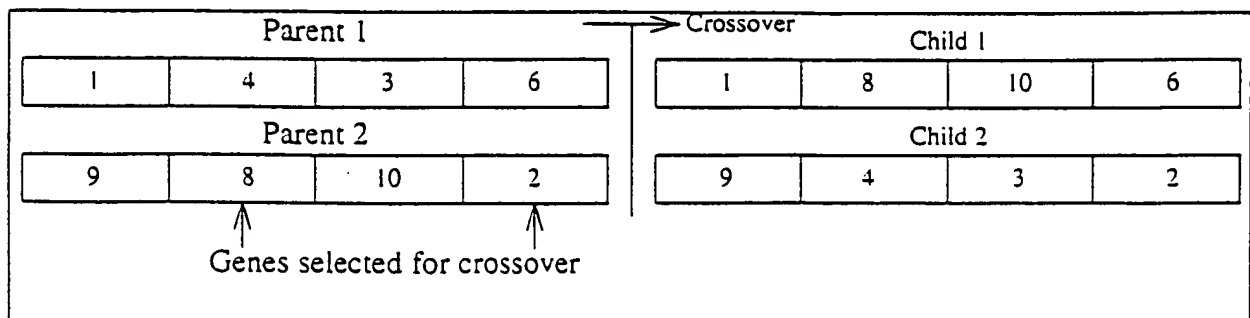 Parent 1
1 4 3 6
Parent 2
9 8 10 2
Genes selected for crossover
Crossover
Child 1
1 8 10 6
Child 2
9 4 3 2